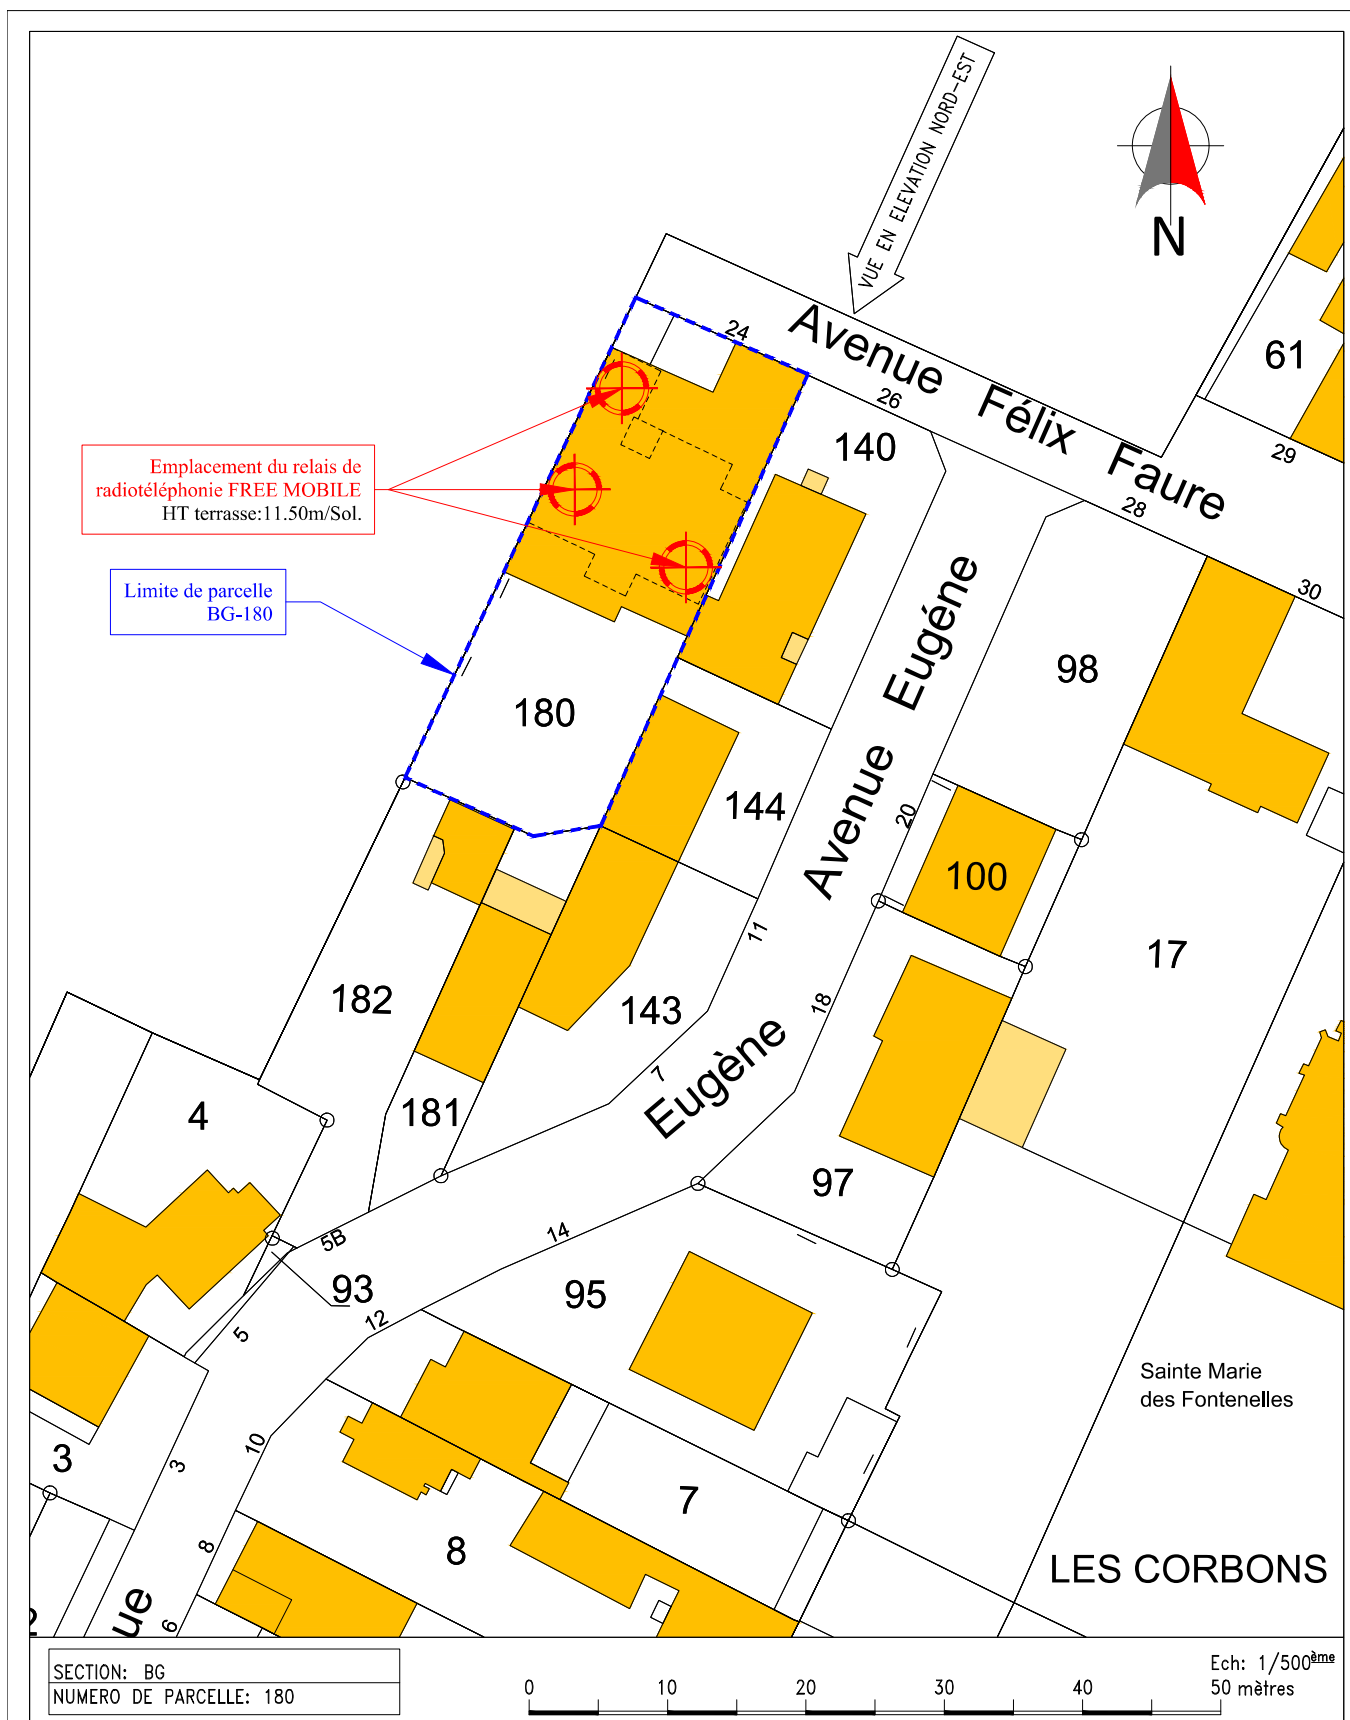 VUE EN ELEVATION NORD-EST
N
Avenue Félix Faure
24
26
28
29
30
61
140
Emplacement du relais de
radiotéléphonie FREE MOBILE
HT terrasse:11.50m/Sol.
Limite de parcelle
BG-180
180
98
Avenue Eugéne
144
20
100
11
17
182
143
18
Eugène
7
4
181
97
5B
14
93
95
12
5
Sainte Marie
des Fontenelles
10
3
3
7
8
8
LES CORBONS
ue
6
SECTION: BG
NUMERO DE PARCELLE: 180
0 10 20 30 40 50 mètres
Ech: 1/500ème